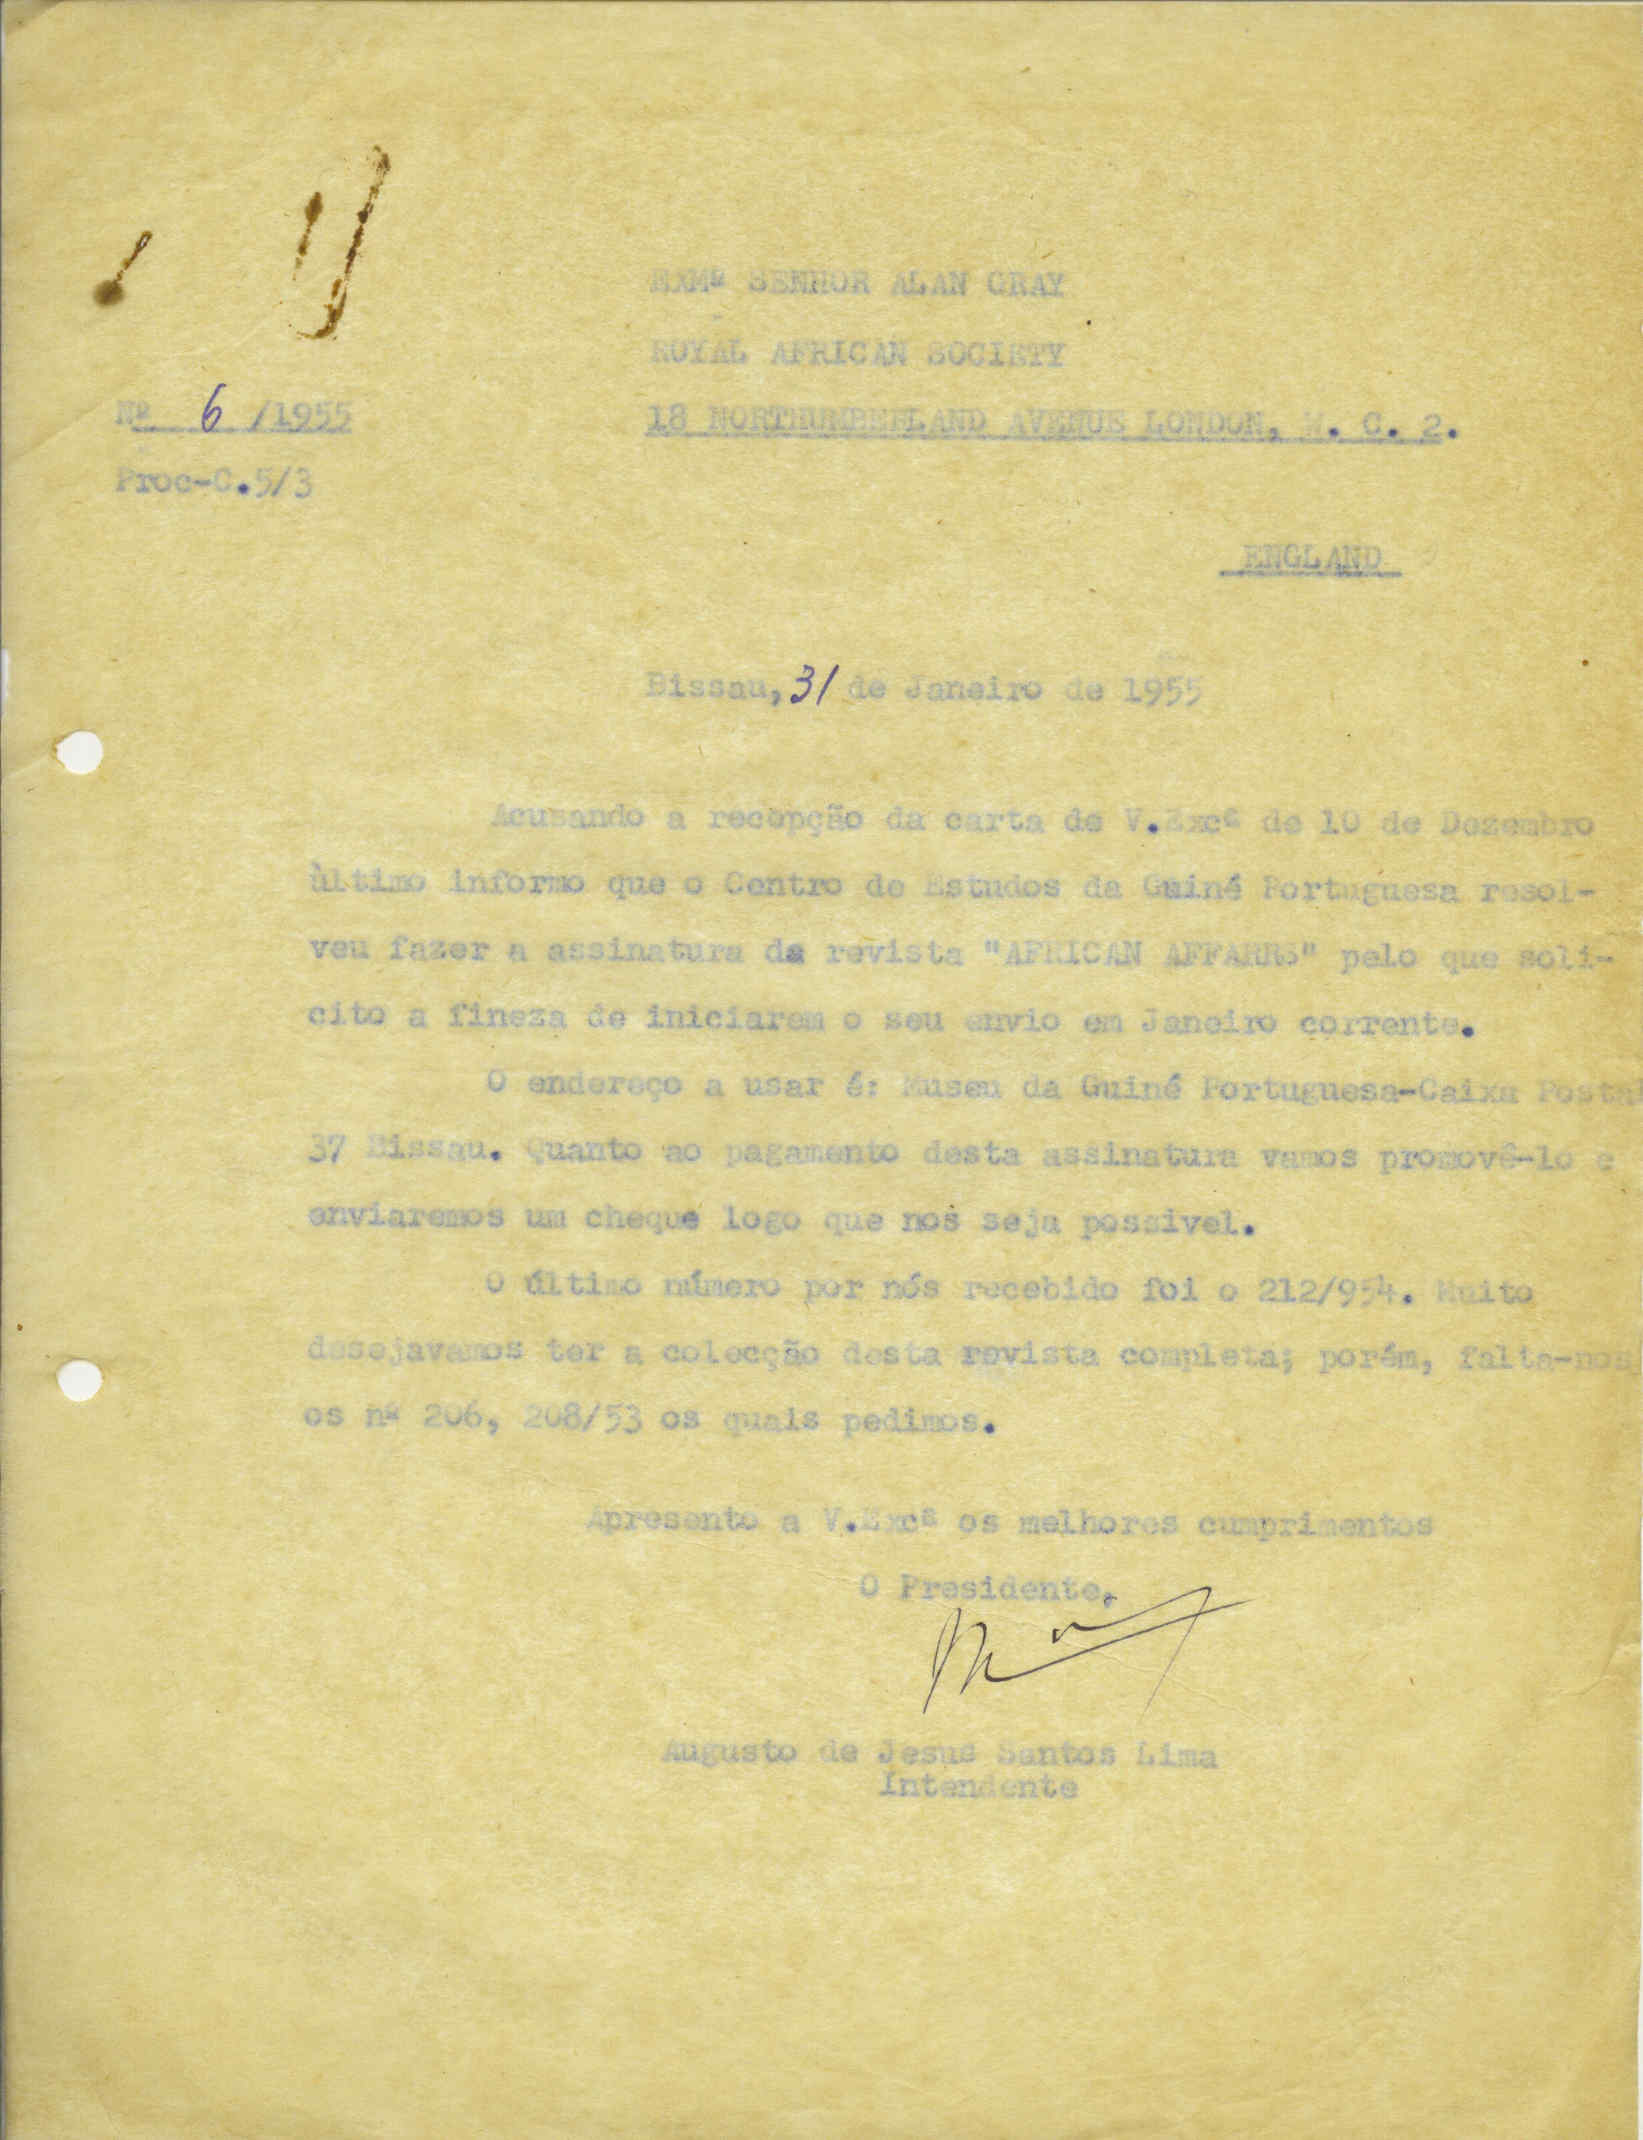 EXMº SENHOR ALAN GRAY
ROYAL AFRICAN SOCIETY
Nº 6 /1955
18 NORTHUMBERLAND AVENUE LONDON, W. C. 2.
Proc-C.5/3
ENGLAND
Bissau, 31 de Janeiro de 1955
Acusando a recepção da carta de V.Excª de 10 de Dezembro
ùltimo informo que o Centro de Estudos da Guiné Portuguesa resol-
veu fazer a assinatura da revista "AFRICAN AFFARRS" pelo que soli-
cito a fineza de iniciarem o seu envio em Janeiro corrente.
O endereço a usar é: Museu da Guiné Portuguesa-Caixa Postal
37 Bissau. Quanto ao pagamento desta assinatura vamos promovê-lo e
enviaremos um cheque logo que nos seja possivel.
O último número por nós recebido foi o 212/954. Muito
desejavamos ter a colecção desta revista completa; porém, falta-nos
os nº 206, 208/53 os quais pedimos.
Apresento a V.Excª os melhores cumprimentos
O Presidente,
Augusto de Jesus Santos Lima
Intendente